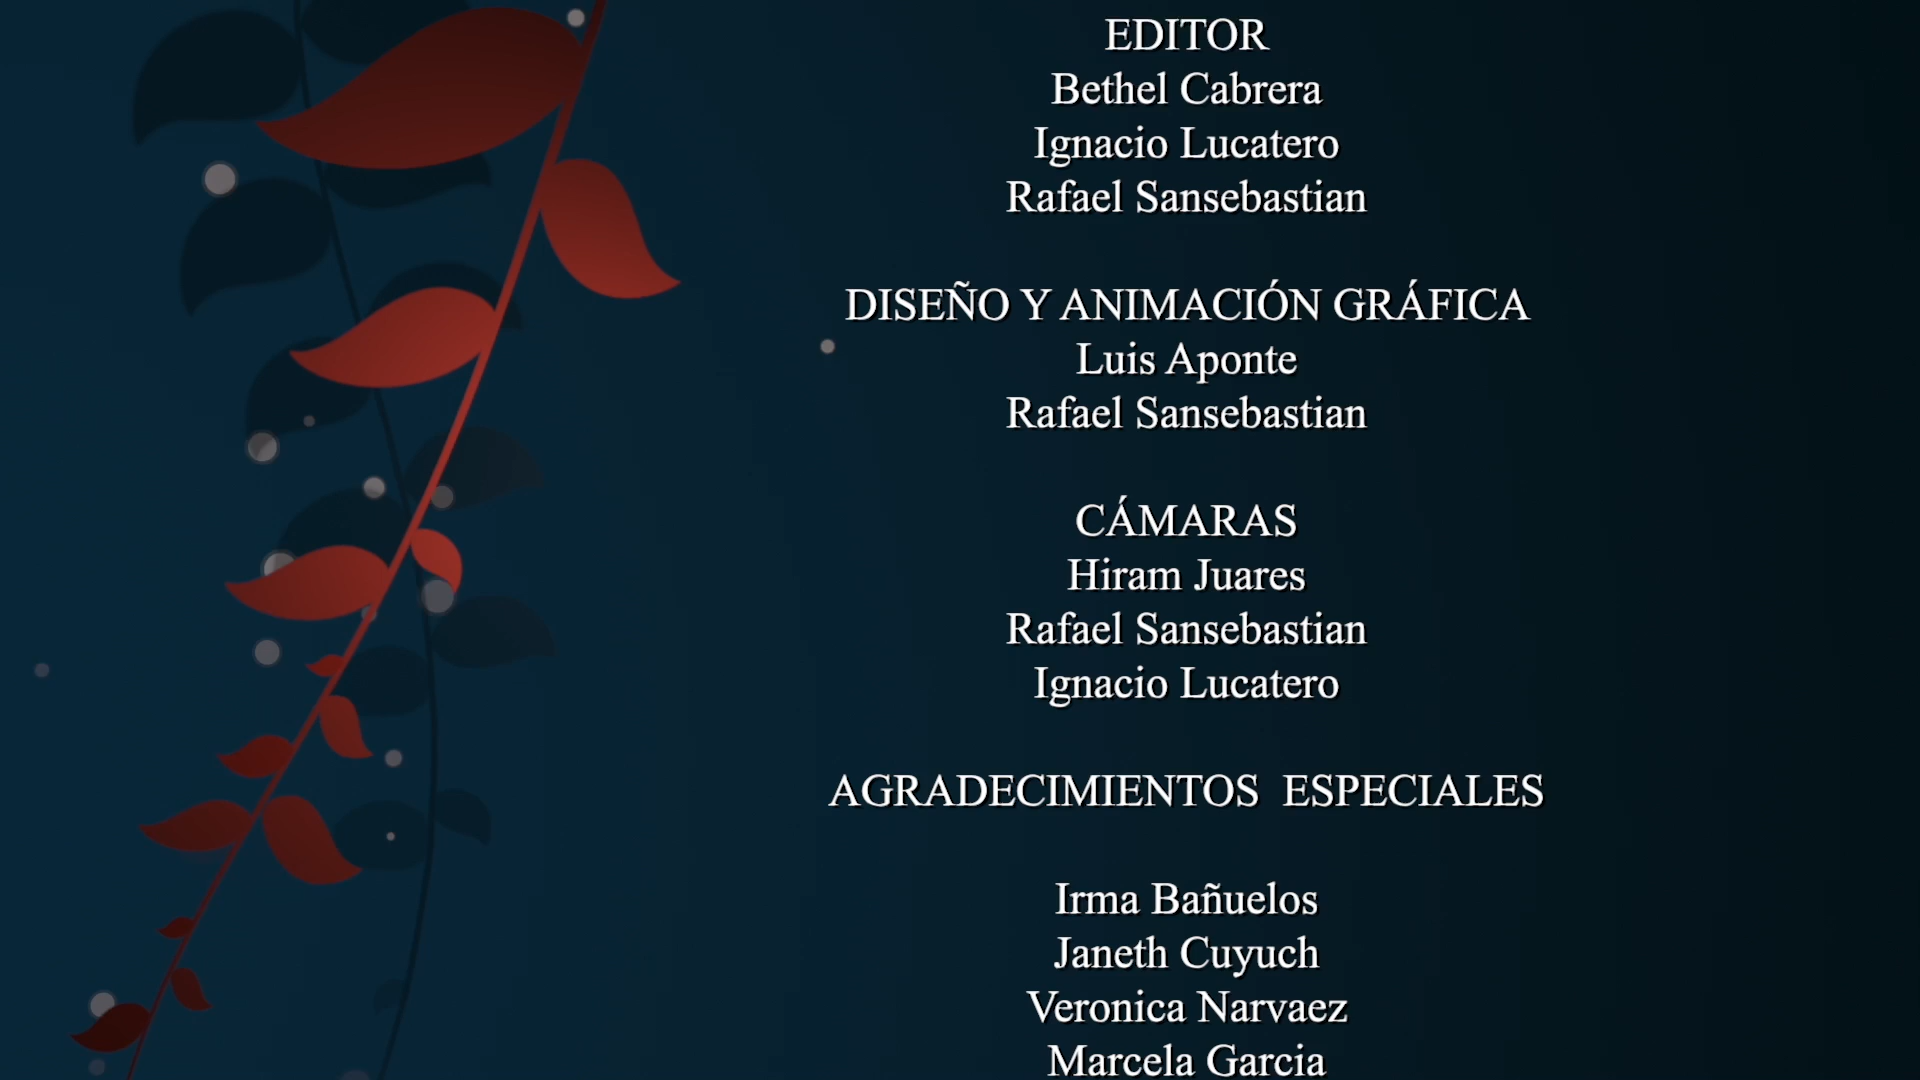 EDITOR
Bethel Cabrera
Ignacio Lucatero
Rafael Sansebastian
DISEÑO Y ANIMACIÓN GRÁFICA
Luis Aponte
Rafael Sansebastian
CÁMARAS
Hiram Juares
Rafael Sansebastian
Ignacio Lucatero
AGRADECIMIENTOS  ESPECIALES
Irma Bañuelos
Janeth Cuyuch
Veronica Narvaez
Marcela Garcia